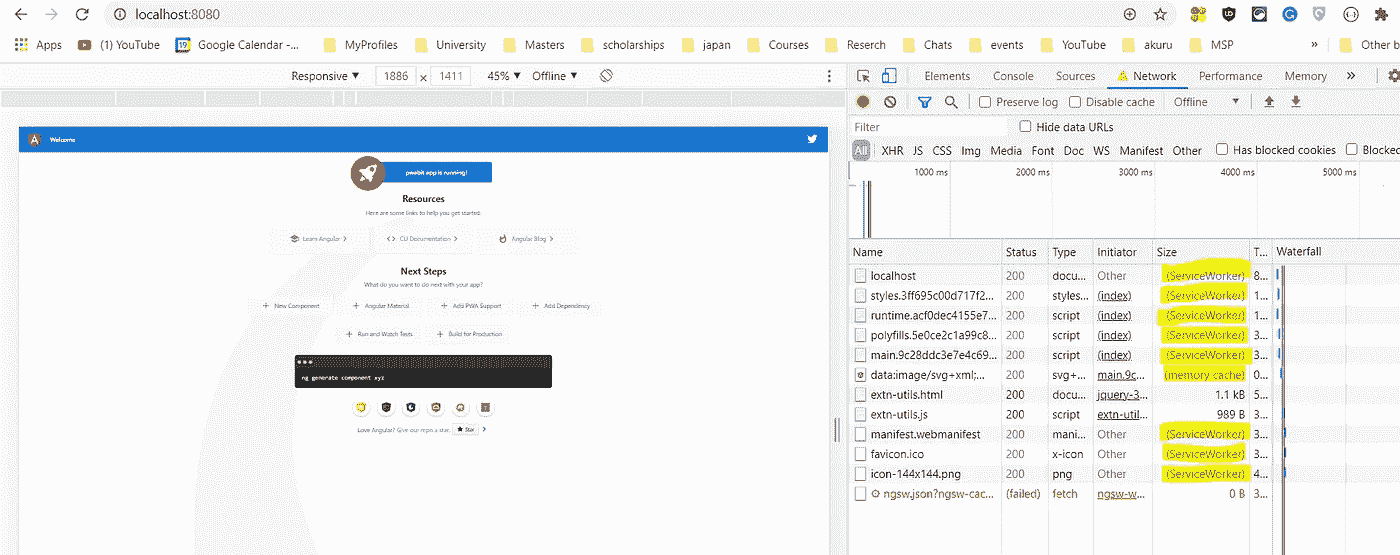 localhost:8080
Apps (1) YouTube 19 Google Calendar -... MyProfiles University Masters scholarships japan Courses Reserch Chats events YouTube akuru MSP » Other b
Responsive ▼ 1886 x 1411 45% ▼ Offline ▼
Elements Console Sources Network Performance Memory »
Preserve log Disable cache Offline ▼
Filter Hide data URLs
All XHR JS CSS Img Media Font Doc WS Manifest Other Has blocked cookies Blocked
1000 ms 2000 ms 3000 ms 4000 ms 5000 ms
Welcome
pwabit app is running!
Resources
Here are some links to help you get started:
Learn Angular > <> CLI Documentation > Angular Blog >
Next Steps
What do you want to do next with your app?
+ New Component + Angular Material + Add PWA Support + Add Dependency
+ Run and Watch Tests + Build for Production
ng generate component xyz
Love Angular? Give our repo a star. ★ Star >
Name Status Type Initiator Size T... Waterfall
localhost 200 docu... Other (ServiceWorker) 8...
styles.3ff695c00d717f2... 200 styles... (index) (ServiceWorker) 1...
runtime.acf0dec4155e7... 200 script (index) (ServiceWorker) 1...
polyfills.5e0ce2c1a99c8... 200 script (index) (ServiceWorker) 3...
main.9c28ddc3e7e4c69... 200 script (index) (ServiceWorker) 3...
data:image/svg+xml;... 200 svg+... main.9c... (memory cache) 0...
extn-utils.html 200 docu... jquery-3... 1.1 kB 5...
extn-utils.js 200 script extn-util... 989 B 3...
manifest.webmanifest 200 mani... Other (ServiceWorker) 3...
favicon.ico 200 x-icon Other (ServiceWorker) 3...
icon-144x144.png 200 png Other (ServiceWorker) 4...
ngsw.json?ngsw-cac... (failed) fetch ngsw-w... 0 B 3...